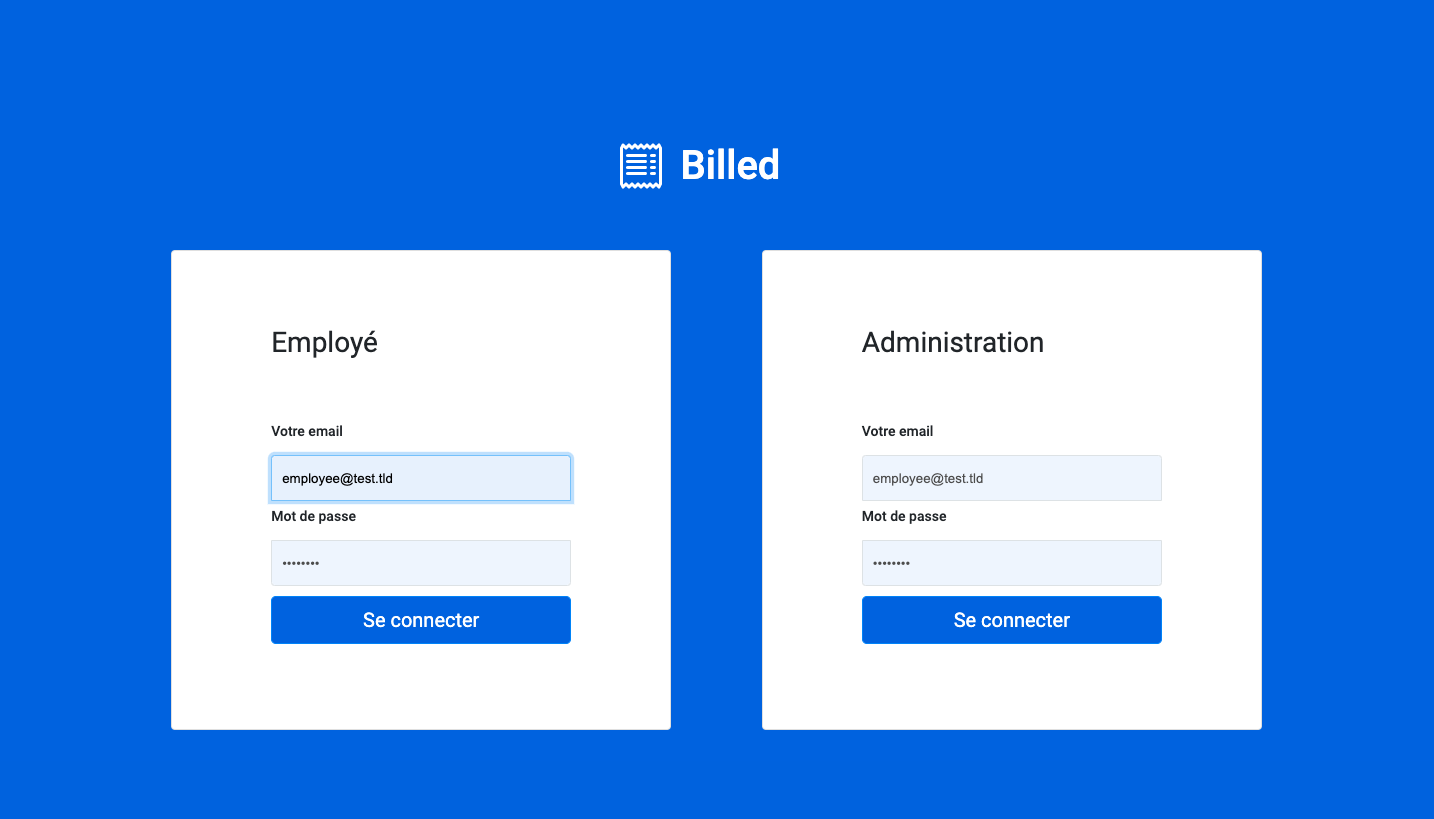 Billed
Employé
Votre email
employee@test.tld
Mot de passe
••••••••
Se connecter
Administration
Votre email
employee@test.tld
Mot de passe
••••••••
Se connecter